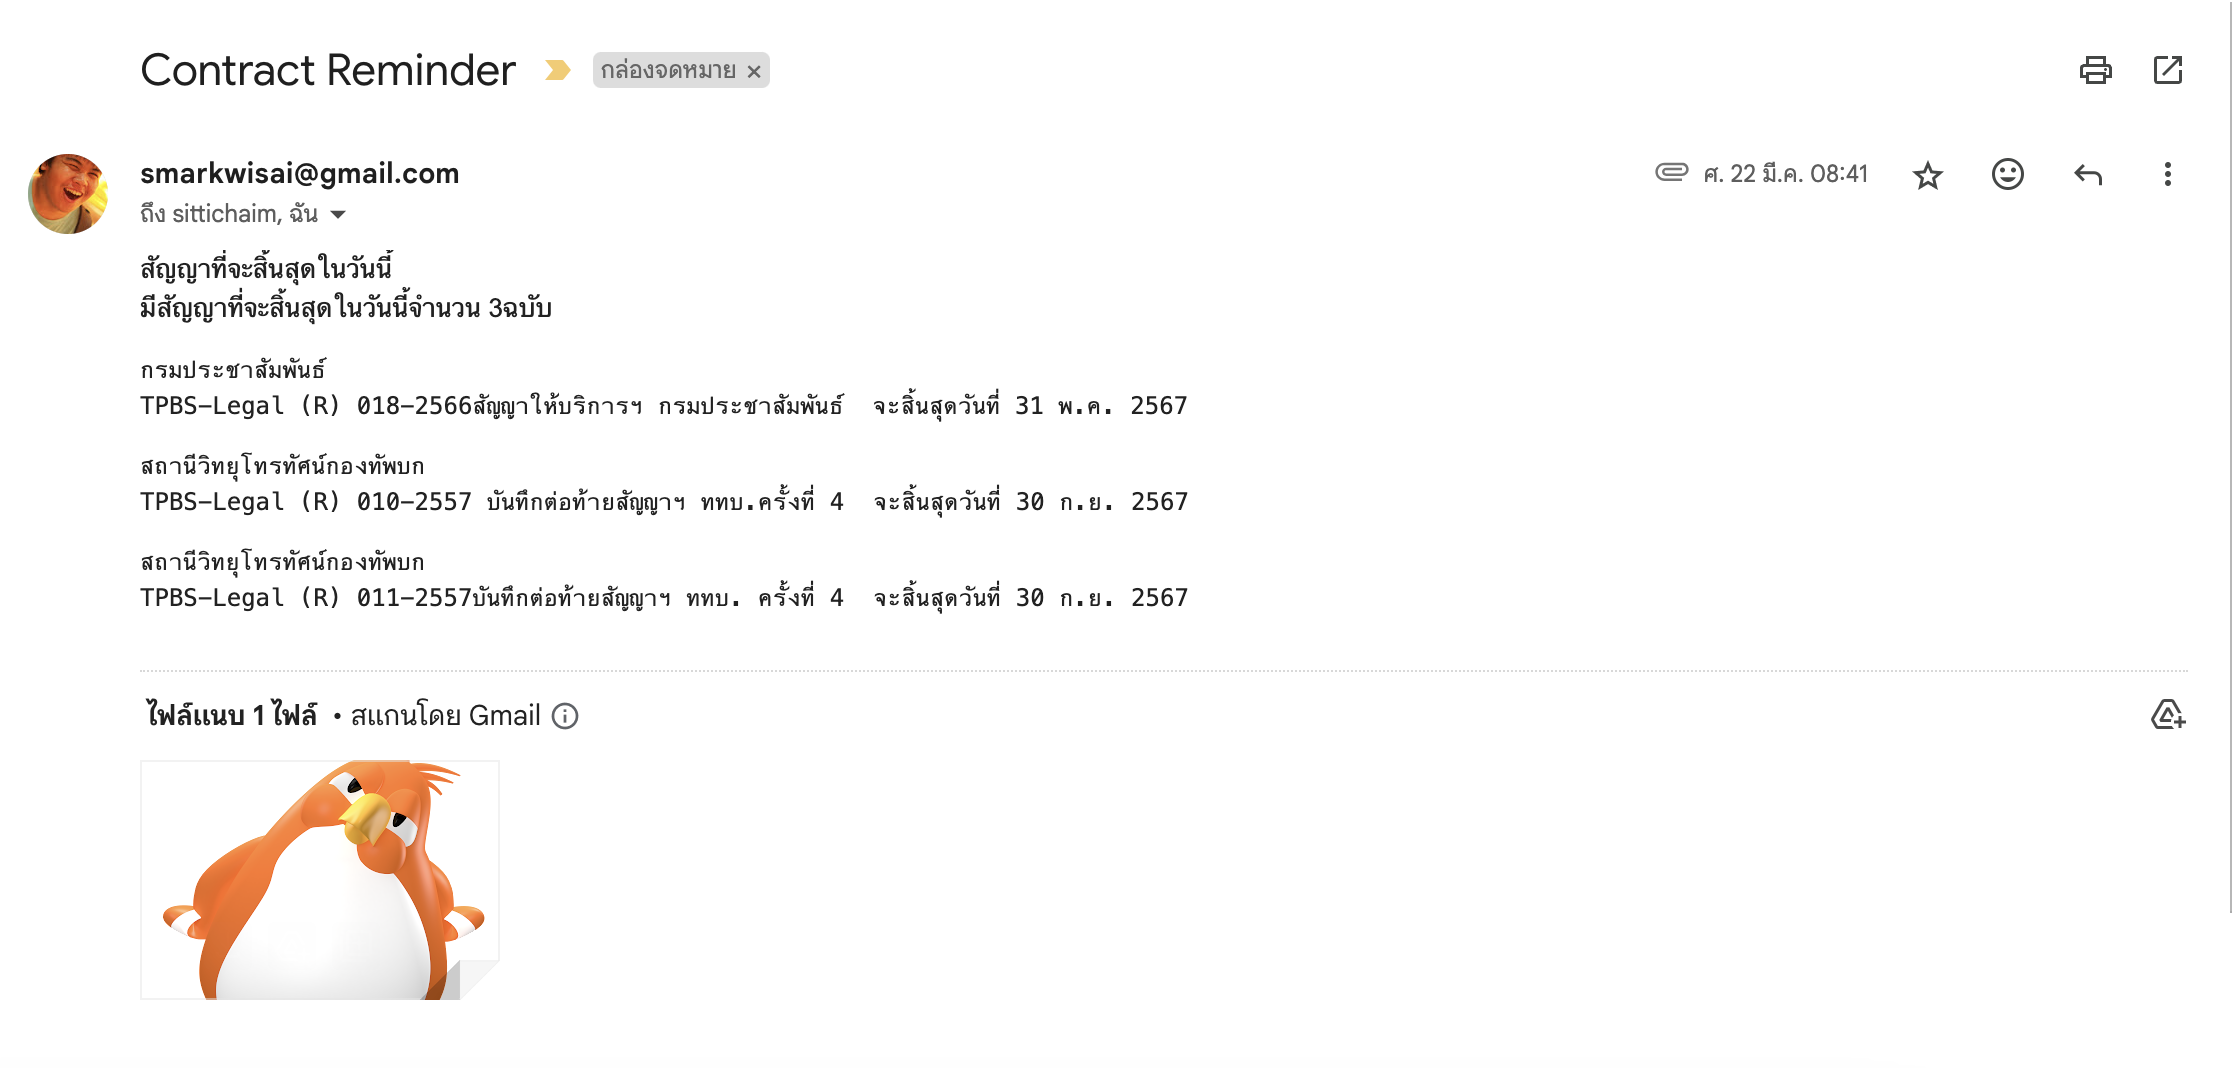 Contract Reminder กล่องจดหมาย ×
smarkwisai@gmail.com ศ. 22 มี.ค. 08:41
ถึง sittichaim, ฉัน
สัญญาที่จะสิ้นสุดในวันนี้
มีสัญญาที่จะสิ้นสุดในวันนี้จำนวน 3ฉบับ
กรมประชาสัมพันธ์
TPBS-Legal (R) 018-2566สัญญาให้บริการฯ กรมประชาสัมพันธ์ จะสิ้นสุดวันที่ 31 พ.ค. 2567
สถานีวิทยุโทรทัศน์กองทัพบก
TPBS-Legal (R) 010-2557 บันทึกต่อท้ายสัญญาฯ ททบ.ครั้งที่ 4 จะสิ้นสุดวันที่ 30 ก.ย. 2567
สถานีวิทยุโทรทัศน์กองทัพบก
TPBS-Legal (R) 011-2557บันทึกต่อท้ายสัญญาฯ ททบ. ครั้งที่ 4 จะสิ้นสุดวันที่ 30 ก.ย. 2567
ไฟล์แนบ 1 ไฟล์ • สแกนโดย Gmail